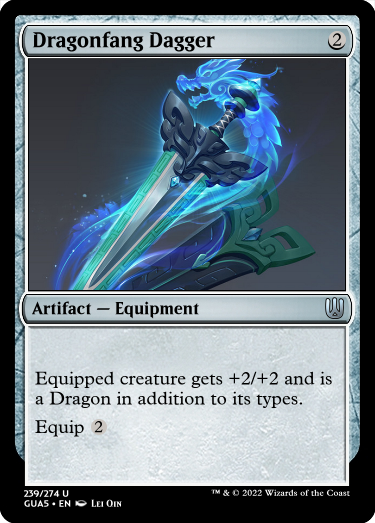 Dragonfang Dagger 2
Artifact — Equipment
Equipped creature gets +2/+2 and is
a Dragon in addition to its types.
Equip 2
239/274 U
GUA5 • EN Lei Oin
™ & © 2022 Wizards of the Coast